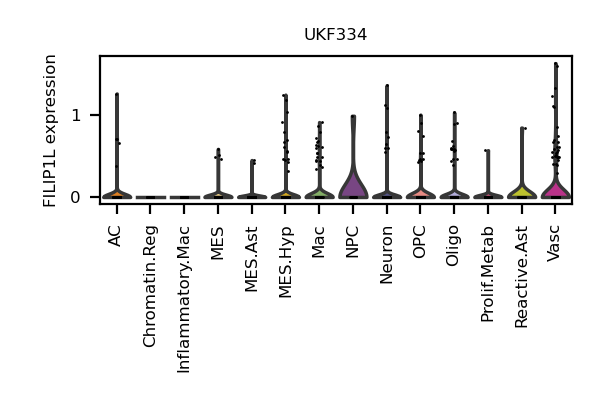 UKF334
FILIP1L expression
1
0
AC
Chromatin.Reg
Inflammatory.Mac
MES
MES.Ast
MES.Hyp
Mac
NPC
Neuron
OPC
Oligo
Prolif.Metab
Reactive.Ast
Vasc